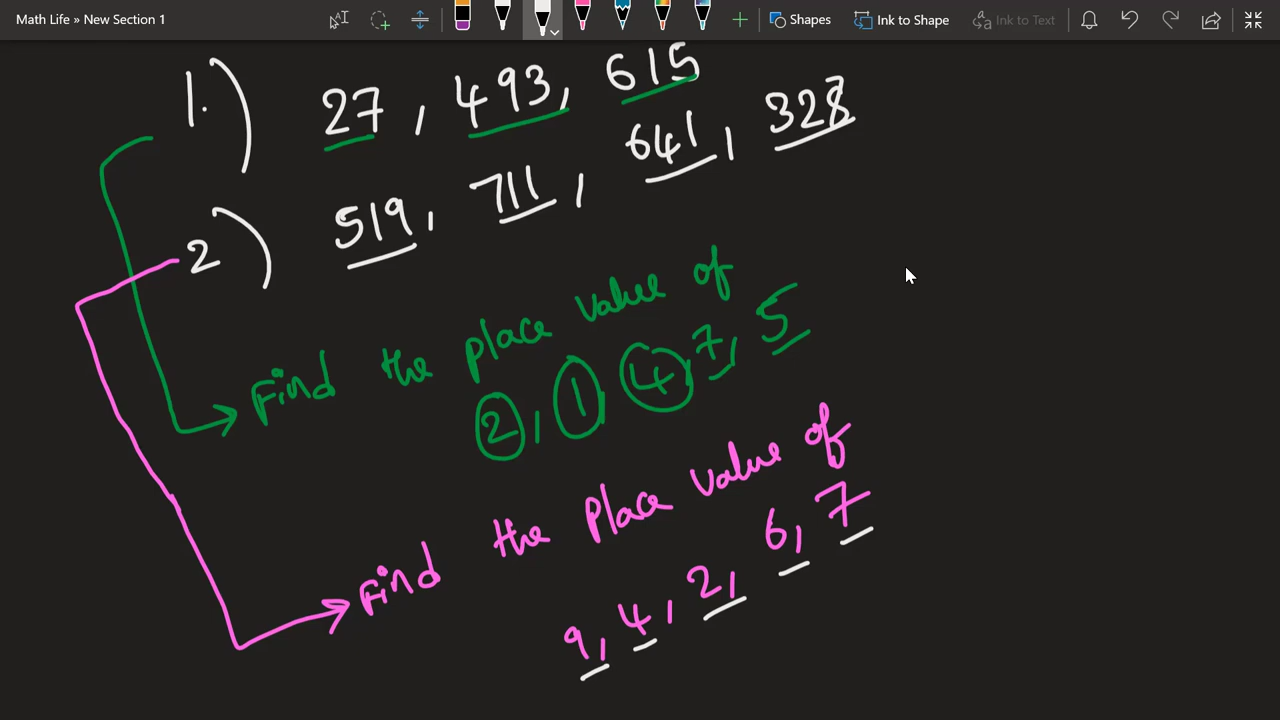 Math Life » New Section 1
Shapes
Ink to Shape
Ink to Text
1.) 27, 493, 615
2) 519, 711, 641, 328
Find the place value of
2, 1, 4, 7, 5
Find the place value of
9, 4, 2, 6, 7